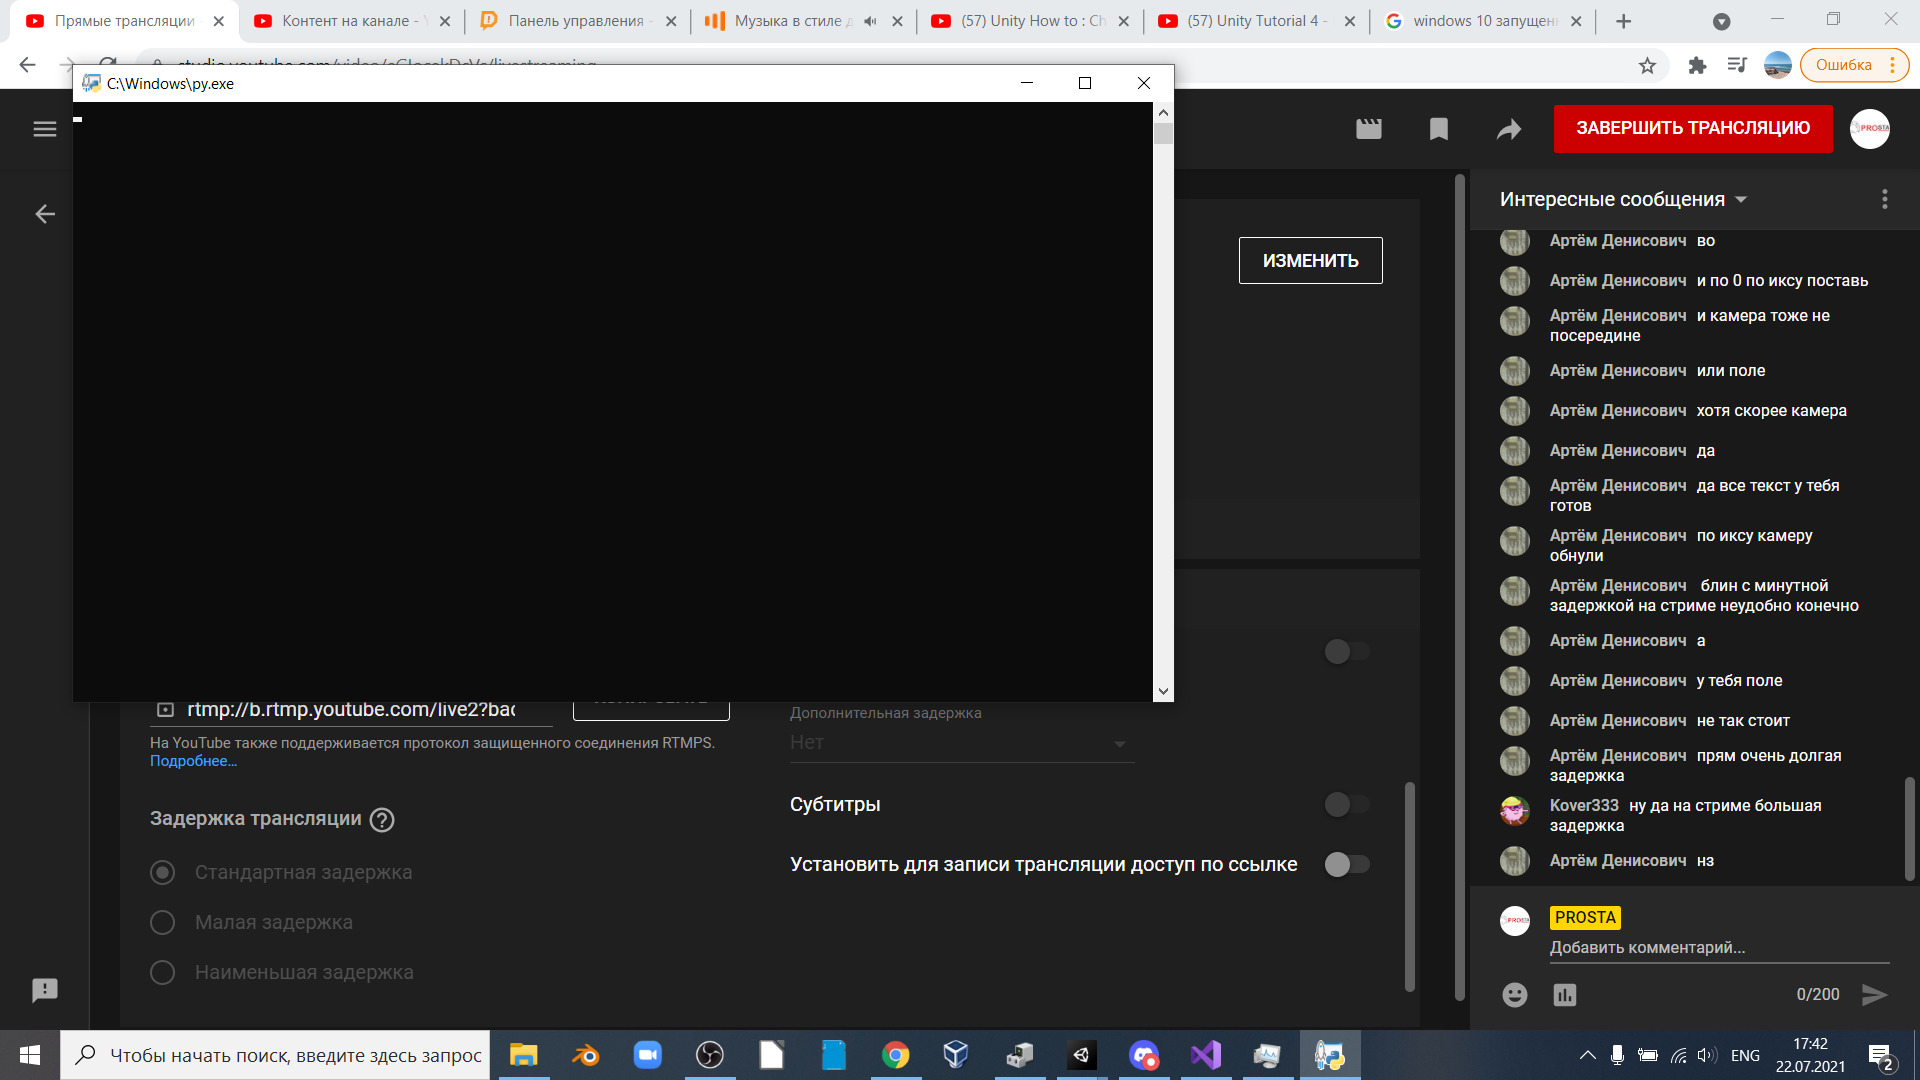 Прямые трансляции
Контент на канале -
Панель управления -
Музыка в стиле д
(57) Unity How to : Ch
(57) Unity Tutorial 4 -
windows 10 запущен
Ошибка
C:\Windows\py.exe
ЗАВЕРШИТЬ ТРАНСЛЯЦИЮ
PROSTA
ИЗМЕНИТЬ
rtmp://b.rtmp.youtube.com/live2?bac
На YouTube также поддерживается протокол защищенного соединения RTMPS.
Подробнее...
Задержка трансляции
Стандартная задержка
Малая задержка
Наименьшая задержка
Дополнительная задержка
Нет
Субтитры
Установить для записи трансляции доступ по ссылке
Интересные сообщения
Артём Денисович во
Артём Денисович и по 0 по иксу поставь
Артём Денисович и камера тоже не
посередине
Артём Денисович или поле
Артём Денисович хотя скорее камера
Артём Денисович да
Артём Денисович да все текст у тебя
готов
Артём Денисович по иксу камеру
обнули
Артём Денисович блин с минутной
задержкой на стриме неудобно конечно
Артём Денисович а
Артём Денисович у тебя поле
Артём Денисович не так стоит
Артём Денисович прям очень долгая
задержка
Kover333 ну да на стриме большая
задержка
Артём Денисович нз
PROSTA
Добавить комментарий...
0/200
Чтобы начать поиск, введите здесь запрос
ENG
17:42
22.07.2021
2